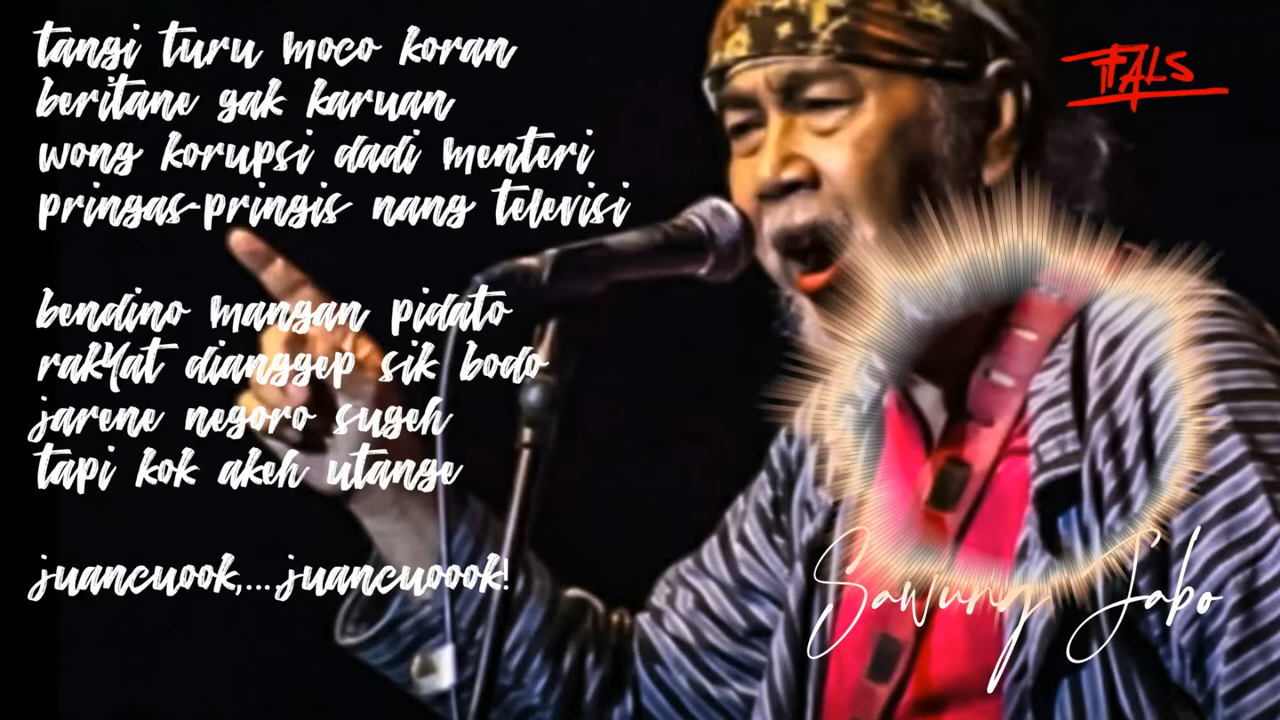 tangi turu moco koran
beritane gak karuan
wong korupsi dadi menteri
pringas-pringis nang televisi
bendino mangan pidato
rakYat dianggep sik bodo
jarene negoro sugeh
tapi kok akeh utange
juancuook,....juancuoook!
FALS
Sawung Jabo